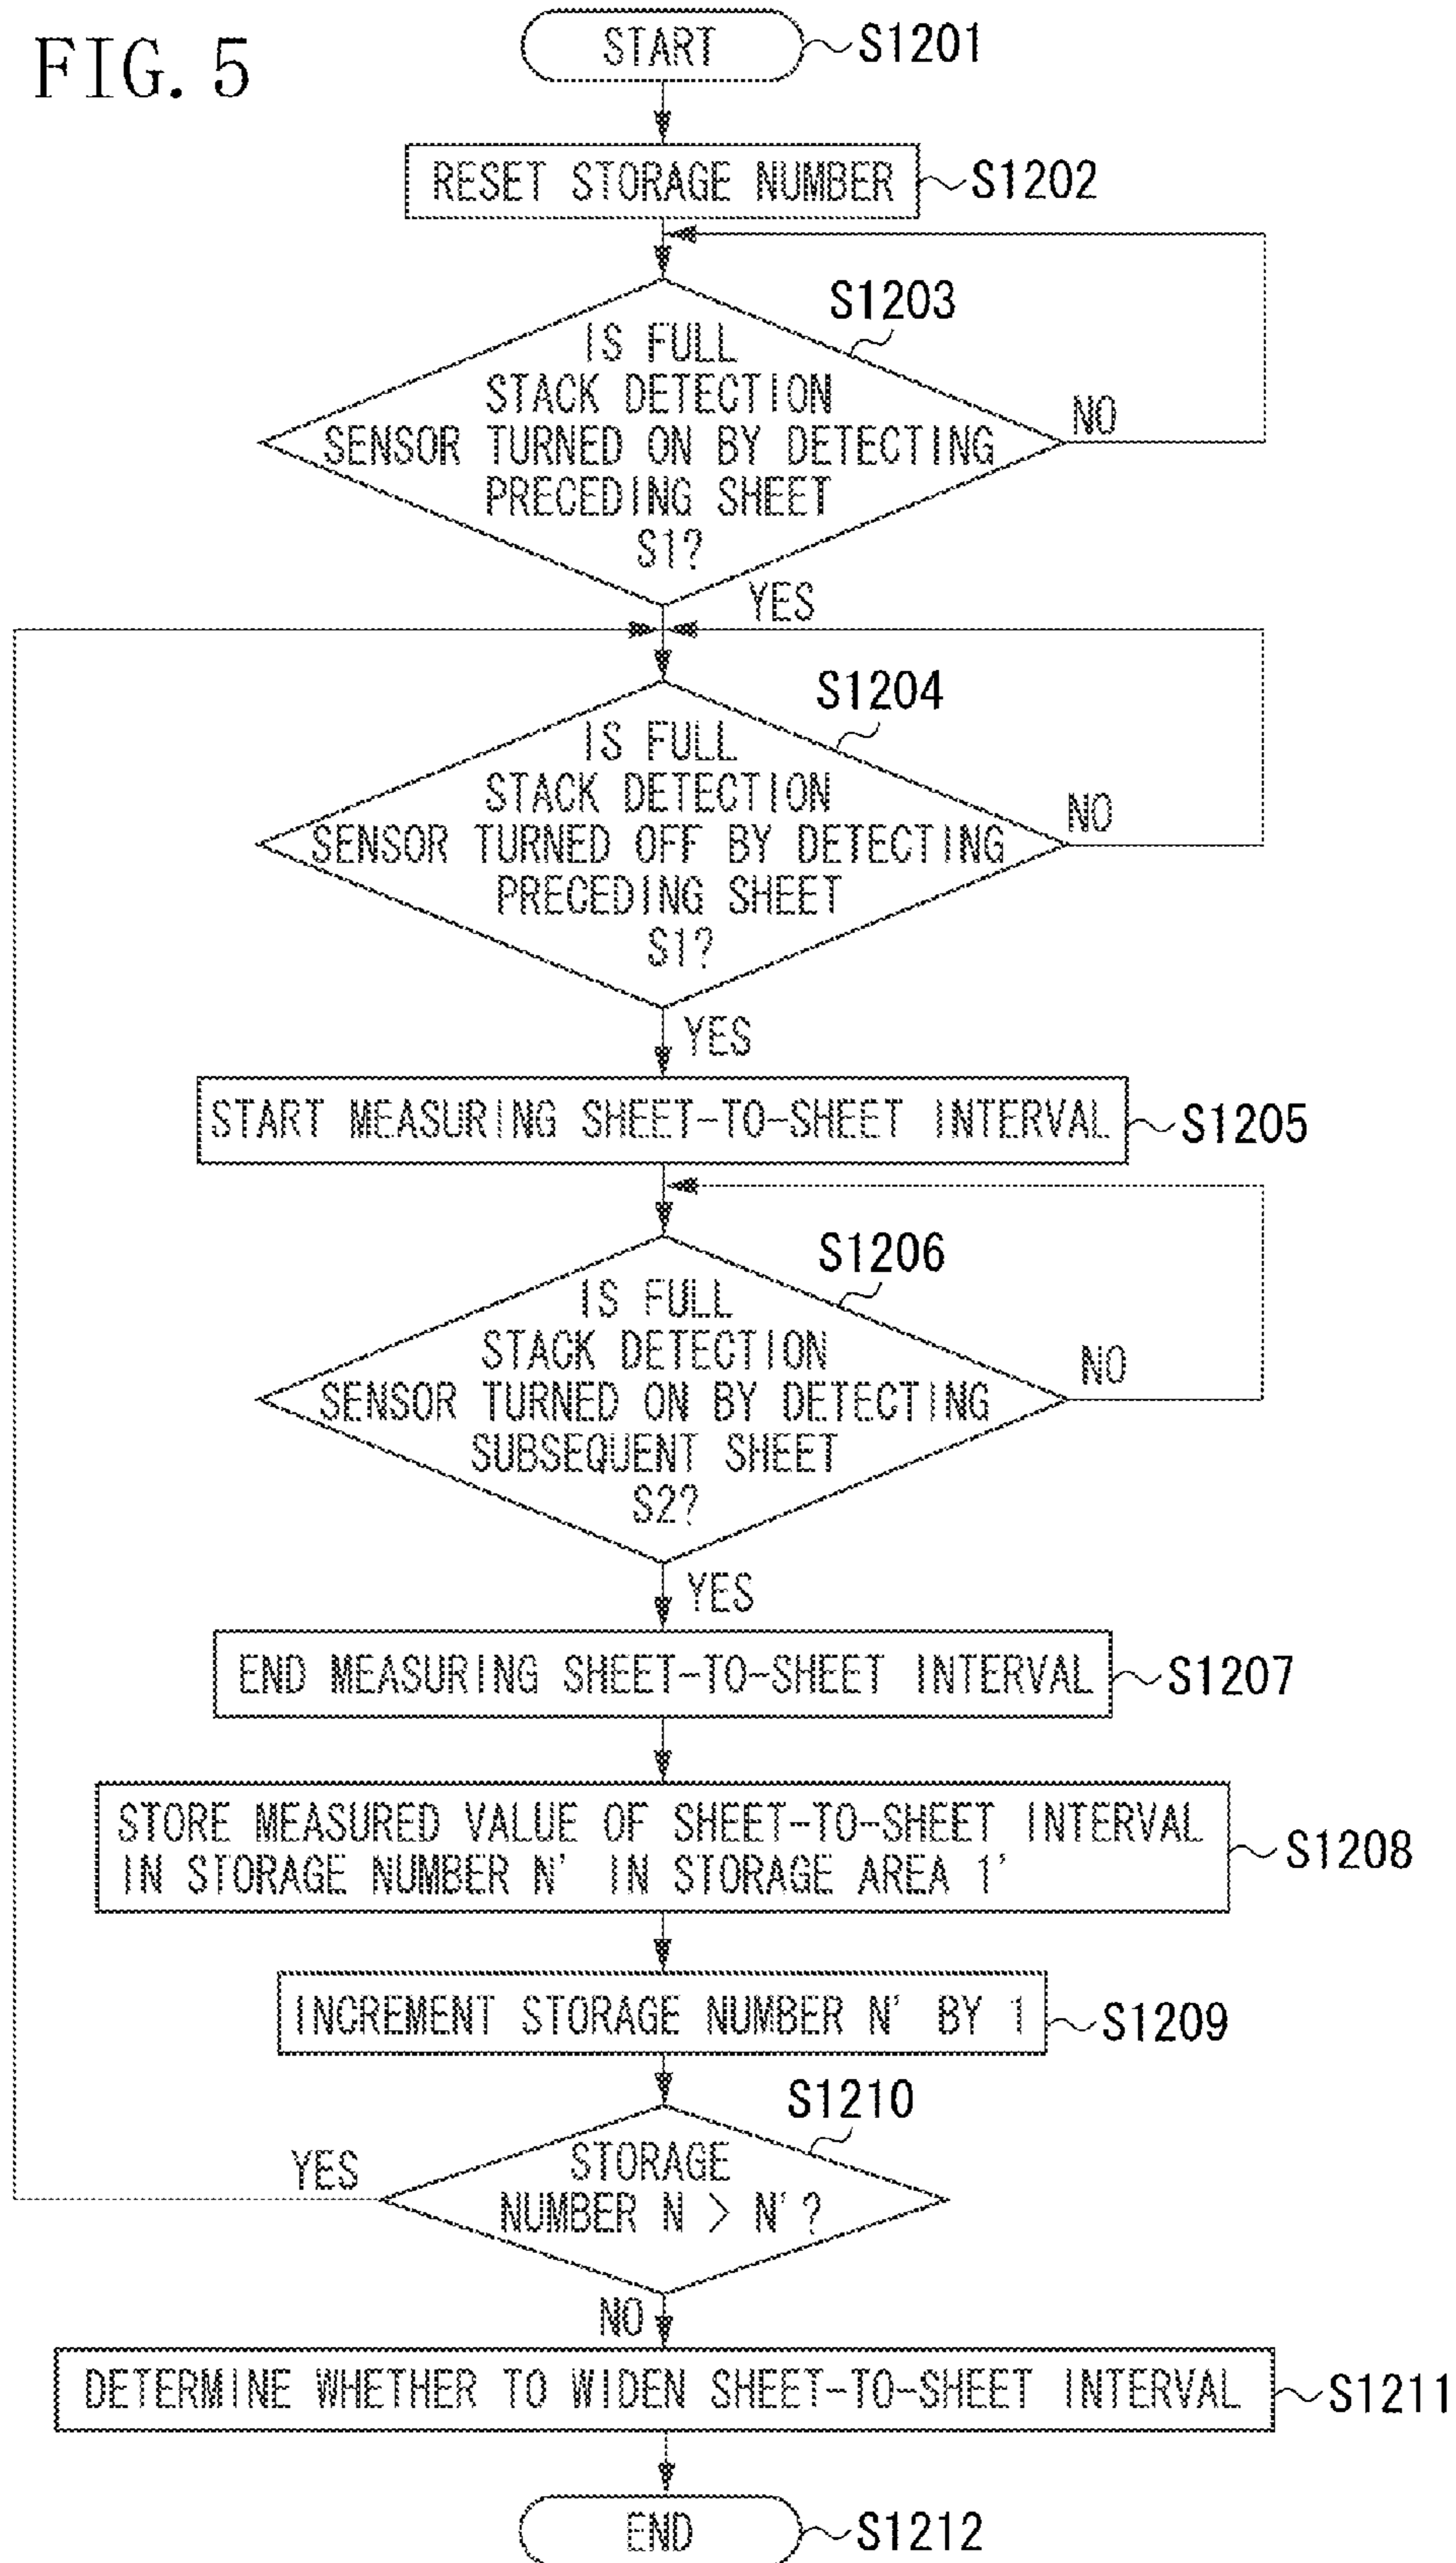 FIG. 5
START
S1201
RESET STORAGE NUMBER
S1202
S1203
IS FULL
STACK DETECTION
SENSOR TURNED ON BY DETECTING
PRECEDING SHEET
S1?
NO
YES
S1204
IS FULL
STACK DETECTION
SENSOR TURNED OFF BY DETECTING
PRECEDING SHEET
S1?
NO
YES
START MEASURING SHEET-TO-SHEET INTERVAL
S1205
S1206
IS FULL
STACK DETECTION
SENSOR TURNED ON BY DETECTING
SUBSEQUENT SHEET
S2?
NO
YES
END MEASURING SHEET-TO-SHEET INTERVAL
S1207
STORE MEASURED VALUE OF SHEET-TO-SHEET INTERVAL
IN STORAGE NUMBER N' IN STORAGE AREA 1'
S1208
INCREMENT STORAGE NUMBER N' BY 1
S1209
S1210
STORAGE
NUMBER N > N'?
YES
NO
DETERMINE WHETHER TO WIDEN SHEET-TO-SHEET INTERVAL
S1211
END
S1212